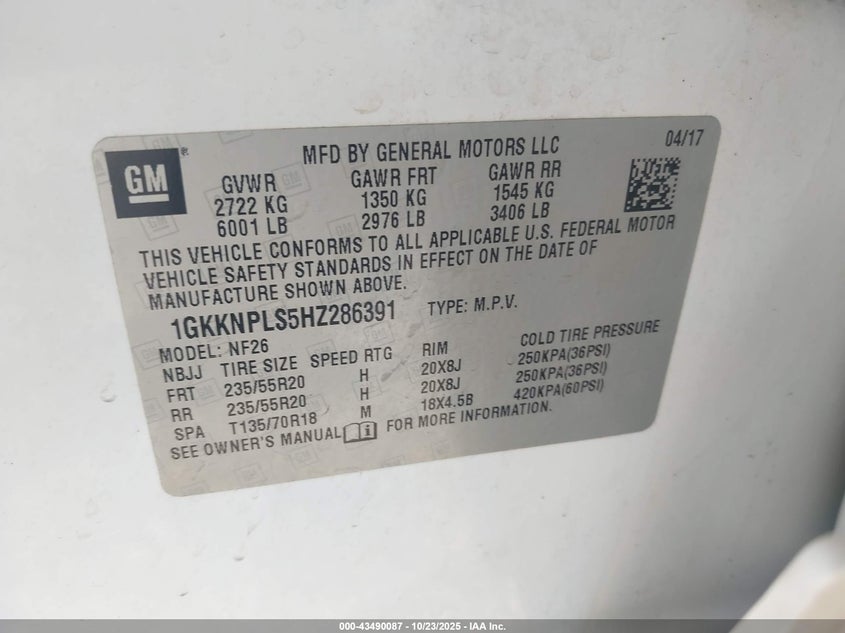 GM
MFD BY GENERAL MOTORS LLC
04/17
GVWR GAWR FRT GAWR RR
2722 KG 1350 KG 1545 KG
6001 LB 2976 LB 3406 LB
THIS VEHICLE CONFORMS TO ALL APPLICABLE U.S. FEDERAL MOTOR
VEHICLE SAFETY STANDARDS IN EFFECT ON THE DATE OF
MANUFACTURE SHOWN ABOVE.
1GKKNPLS5HZ286391 TYPE: M.P.V.
MODEL: NF26
NBJJ TIRE SIZE SPEED RTG RIM COLD TIRE PRESSURE
FRT 235/55R20 H 20X8J 250KPA(36PSI)
RR 235/55R20 H 20X8J 250KPA(36PSI)
SPA T135/70R18 M 18X4.5B 420KPA(60PSI)
SEE OWNER'S MANUAL FOR MORE INFORMATION.
000-43490087 - 10/23/2025 - IAA Inc.